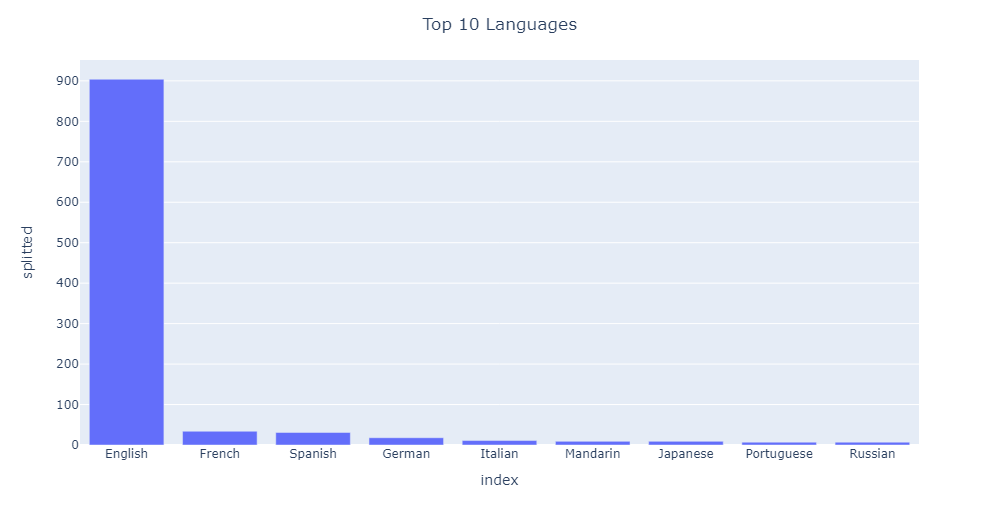 Top 10 Languages
splitted
900
800
700
600
500
400
300
200
100
0
English French Spanish German Italian Mandarin Japanese Portuguese Russian
index